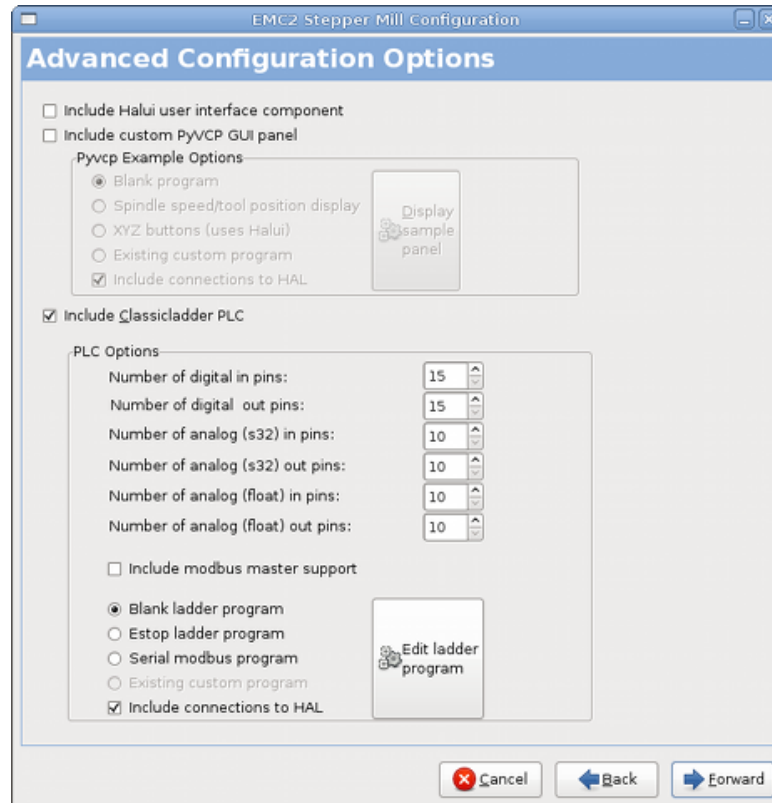 EMC2 Stepper Mill Configuration
Advanced Configuration Options
Include Halui user interface component
Include custom PyVCP GUI panel
Pyvcp Example Options
Blank program
Spindle speed/tool position display
XYZ buttons (uses Halui)
Existing custom program
Include connections to HAL
Display
sample
panel
Include Classicladder PLC
PLC Options
Number of digital in pins: 15
Number of digital out pins: 15
Number of analog (s32) in pins: 10
Number of analog (s32) out pins: 10
Number of analog (float) in pins: 10
Number of analog (float) out pins: 10
Include modbus master support
Blank ladder program
Estop ladder program
Serial modbus program
Existing custom program
Include connections to HAL
Edit ladder
program
Cancel Back Forward